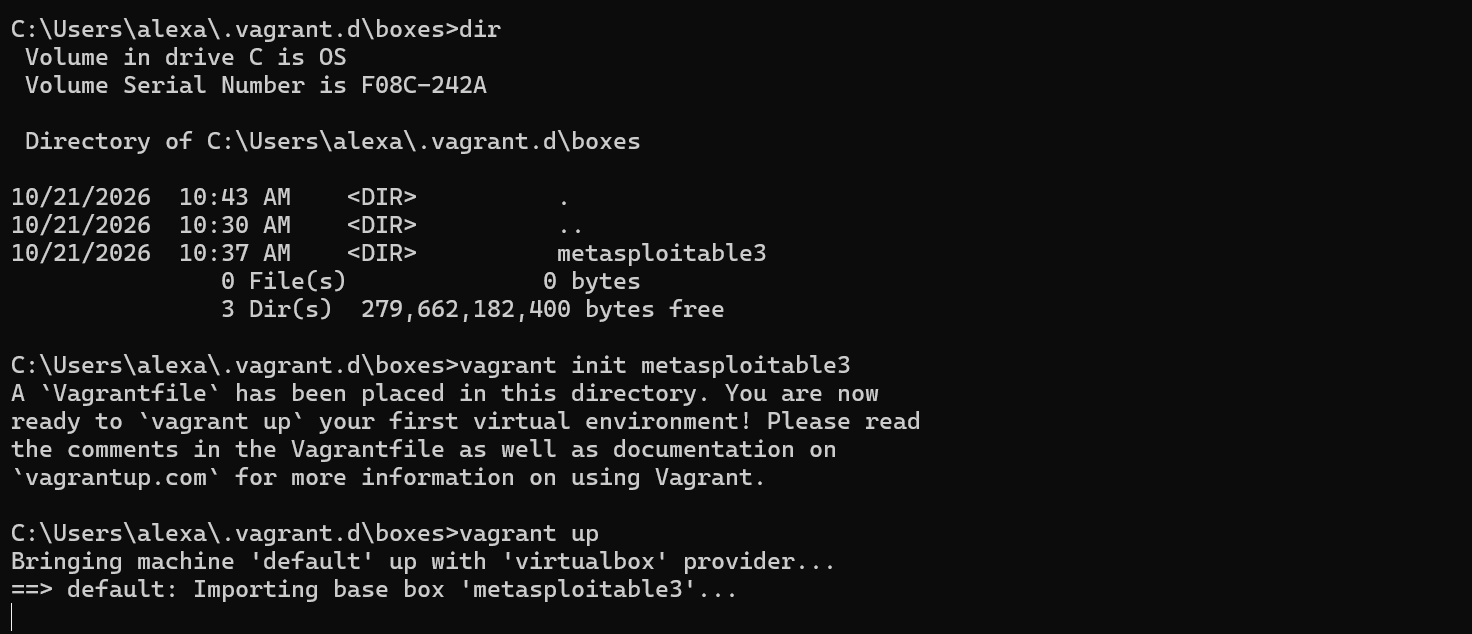 C:\Users\alexa\.vagrant.d\boxes>dir
 Volume in drive C is OS
 Volume Serial Number is F08C-242A

 Directory of C:\Users\alexa\.vagrant.d\boxes

10/21/2026  10:43 AM    <DIR>          .
10/21/2026  10:30 AM    <DIR>          ..
10/21/2026  10:37 AM    <DIR>          metasploitable3
               0 File(s)              0 bytes
               3 Dir(s)  279,662,182,400 bytes free

C:\Users\alexa\.vagrant.d\boxes>vagrant init metasploitable3
A `Vagrantfile` has been placed in this directory. You are now
ready to `vagrant up` your first virtual environment! Please read
the comments in the Vagrantfile as well as documentation on
`vagrantup.com` for more information on using Vagrant.

C:\Users\alexa\.vagrant.d\boxes>vagrant up
Bringing machine 'default' up with 'virtualbox' provider...
==> default: Importing base box 'metasploitable3'...